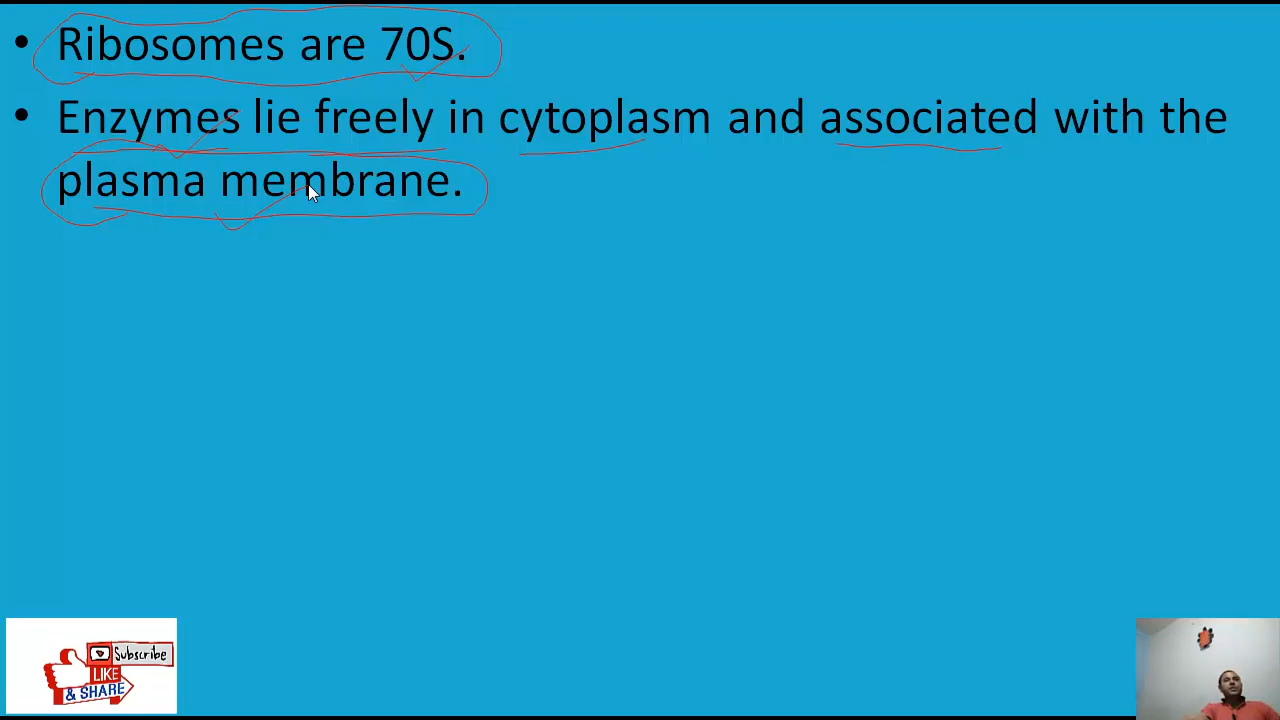 • Ribosomes are 70S.
• Enzymes lie freely in cytoplasm and associated with the
plasma membrane.
Subscribe
LIKE
& SHARE